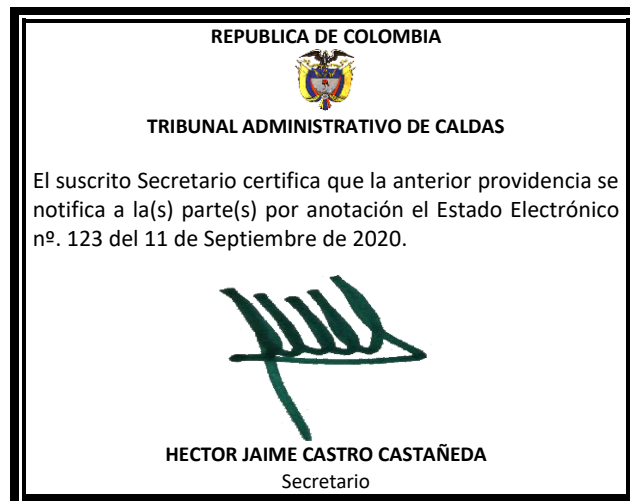 REPUBLICA DE COLOMBIA
TRIBUNAL ADMINISTRATIVO DE CALDAS
El suscrito Secretario certifica que la anterior providencia se
notifica a la(s) parte(s) por anotación el Estado Electrónico
nº. 123 del 11 de Septiembre de 2020.
HECTOR JAIME CASTRO CASTAÑEDA
Secretario